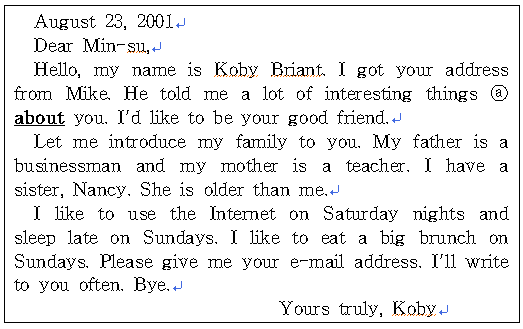 August 23, 2001↵
Dear Min-su,↵
Hello, my name is Koby Briant. I got your address
from Mike. He told me a lot of interesting things ⓐ
about you. I'd like to be your good friend.↵
Let me introduce my family to you. My father is a
businessman and my mother is a teacher. I have a
sister, Nancy. She is older than me.↵
I like to use the Internet on Saturday nights and
sleep late on Sundays. I like to eat a big brunch on
Sundays. Please give me your e-mail address. I'll write
to you often. Bye.↵
Yours truly, Koby↵